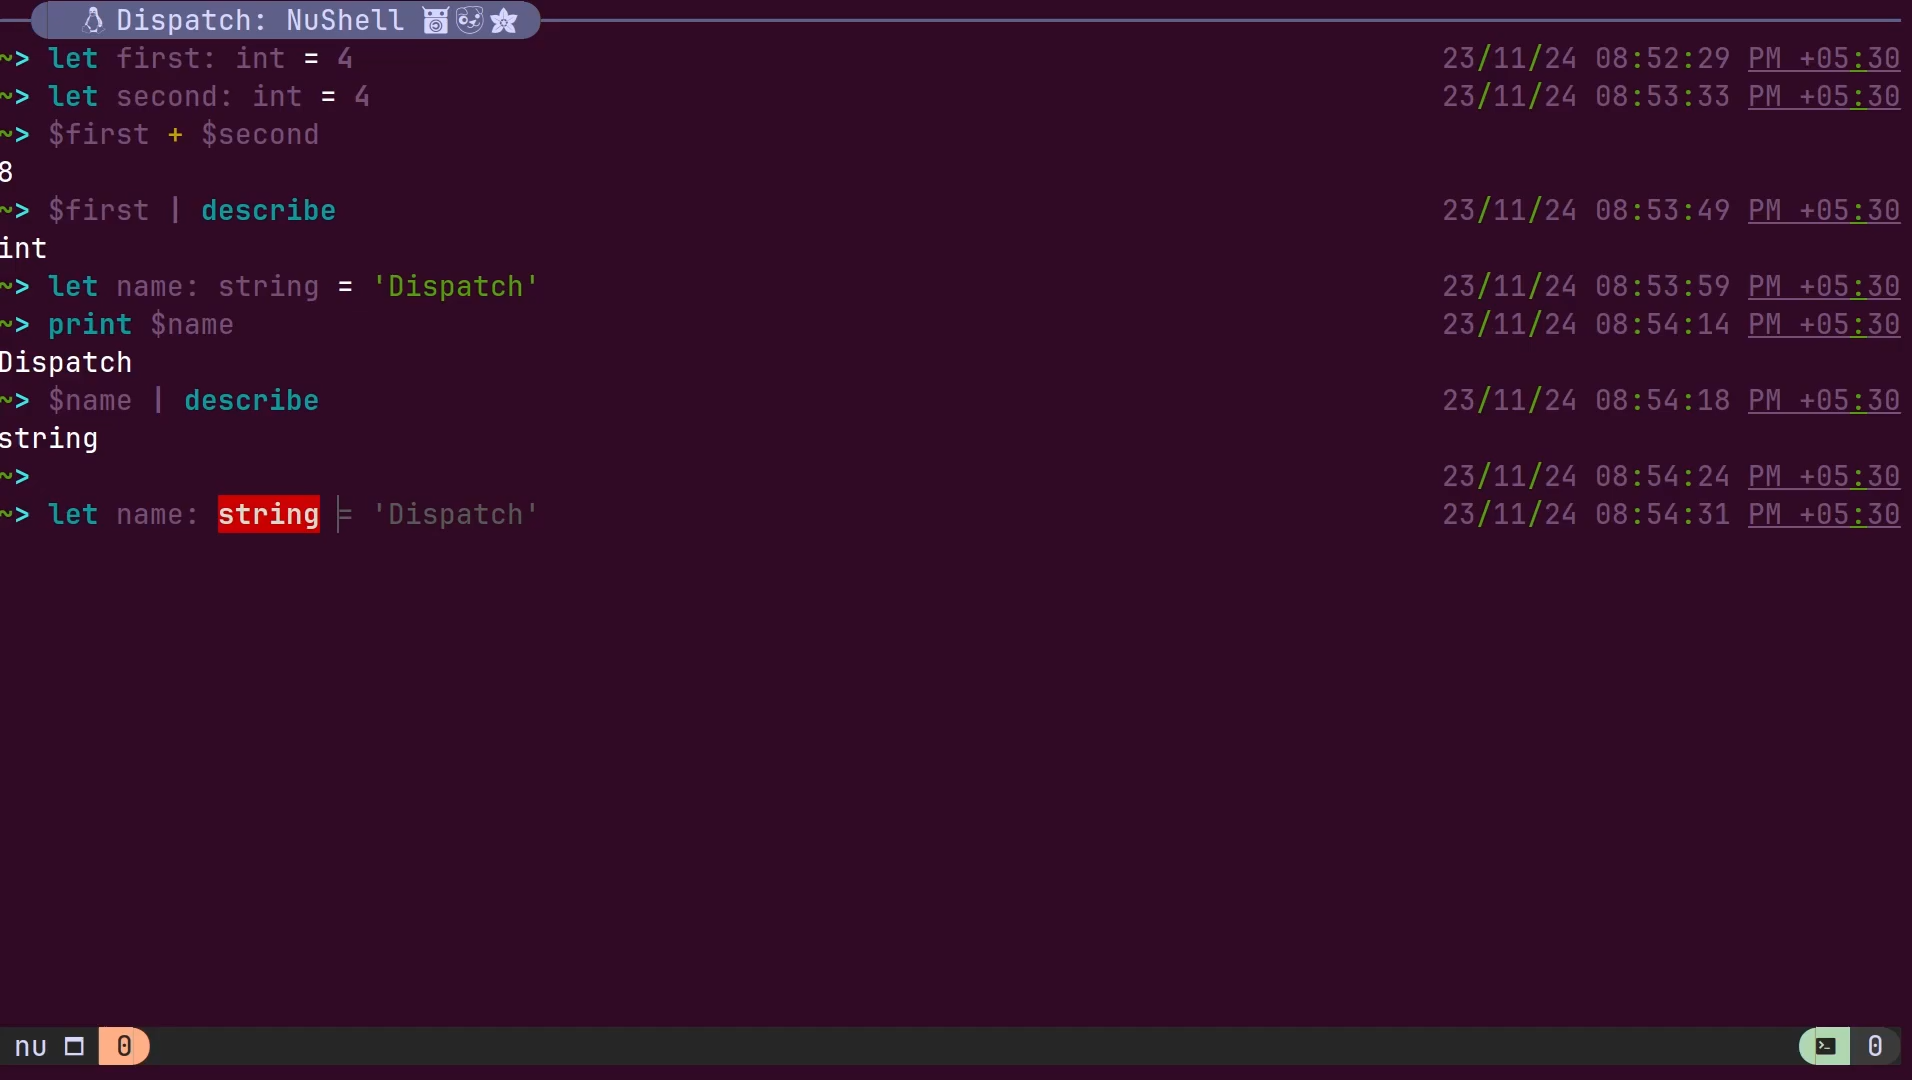 Dispatch: NuShell
~> let first: int = 4 23/11/24 08:52:29 PM +05:30
~> let second: int = 4 23/11/24 08:53:33 PM +05:30
~> $first + $second
8
~> $first | describe 23/11/24 08:53:49 PM +05:30
int
~> let name: string = 'Dispatch' 23/11/24 08:53:59 PM +05:30
~> print $name 23/11/24 08:54:14 PM +05:30
Dispatch
~> $name | describe 23/11/24 08:54:18 PM +05:30
string
~> 23/11/24 08:54:24 PM +05:30
~> let name: string = 'Dispatch' 23/11/24 08:54:31 PM +05:30
nu 0 0